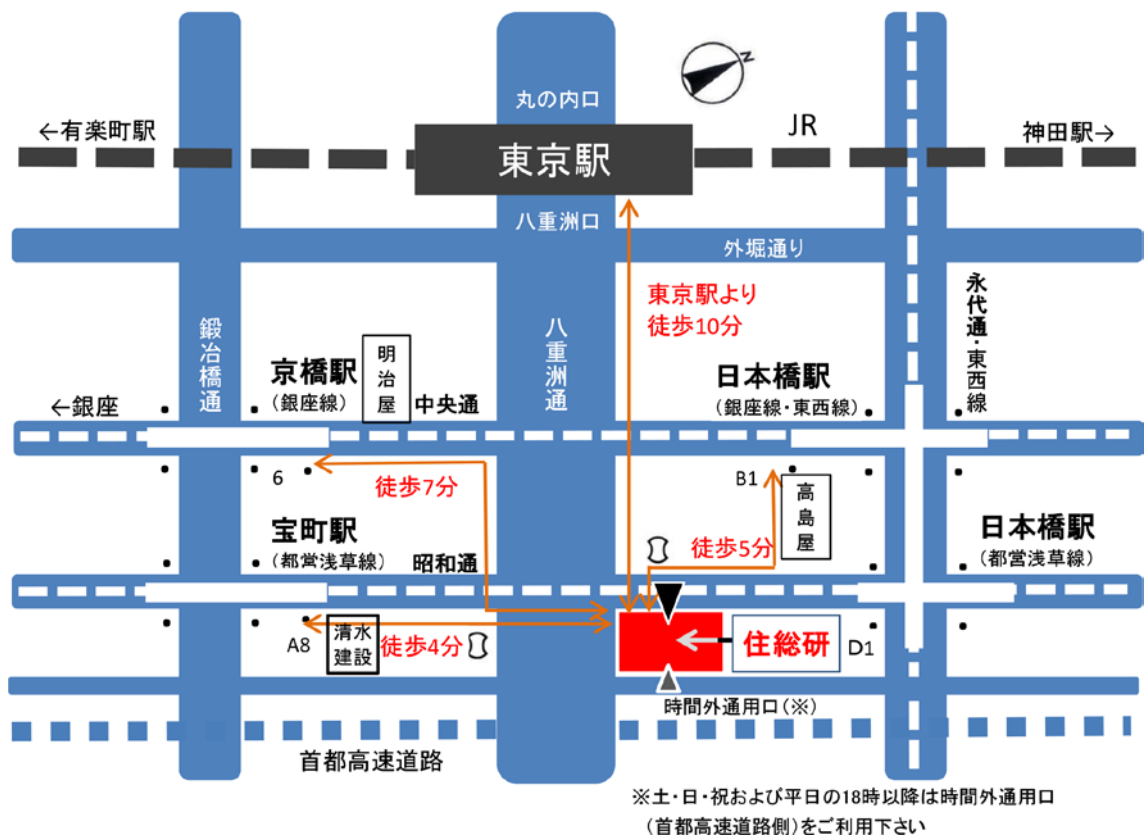 N
丸の内口
←有楽町駅
JR
神田駅→
東京駅
八重洲口
外堀通り
東京駅より
徒歩10分
永代通・東西線
鍛冶橋通
八重洲通
京橋駅
(銀座線)
明治屋
中央通
←銀座
日本橋駅
(銀座線・東西線)
6
徒歩7分
B1
高島屋
宝町駅
(都営浅草線)
昭和通
徒歩5分
日本橋駅
(都営浅草線)
A8
清水
建設
徒歩4分
住総研
D1
時間外通用口(※)
首都高速道路
※土・日・祝および平日の18時以降は時間外通用口
(首都高速道路側)をご利用下さい